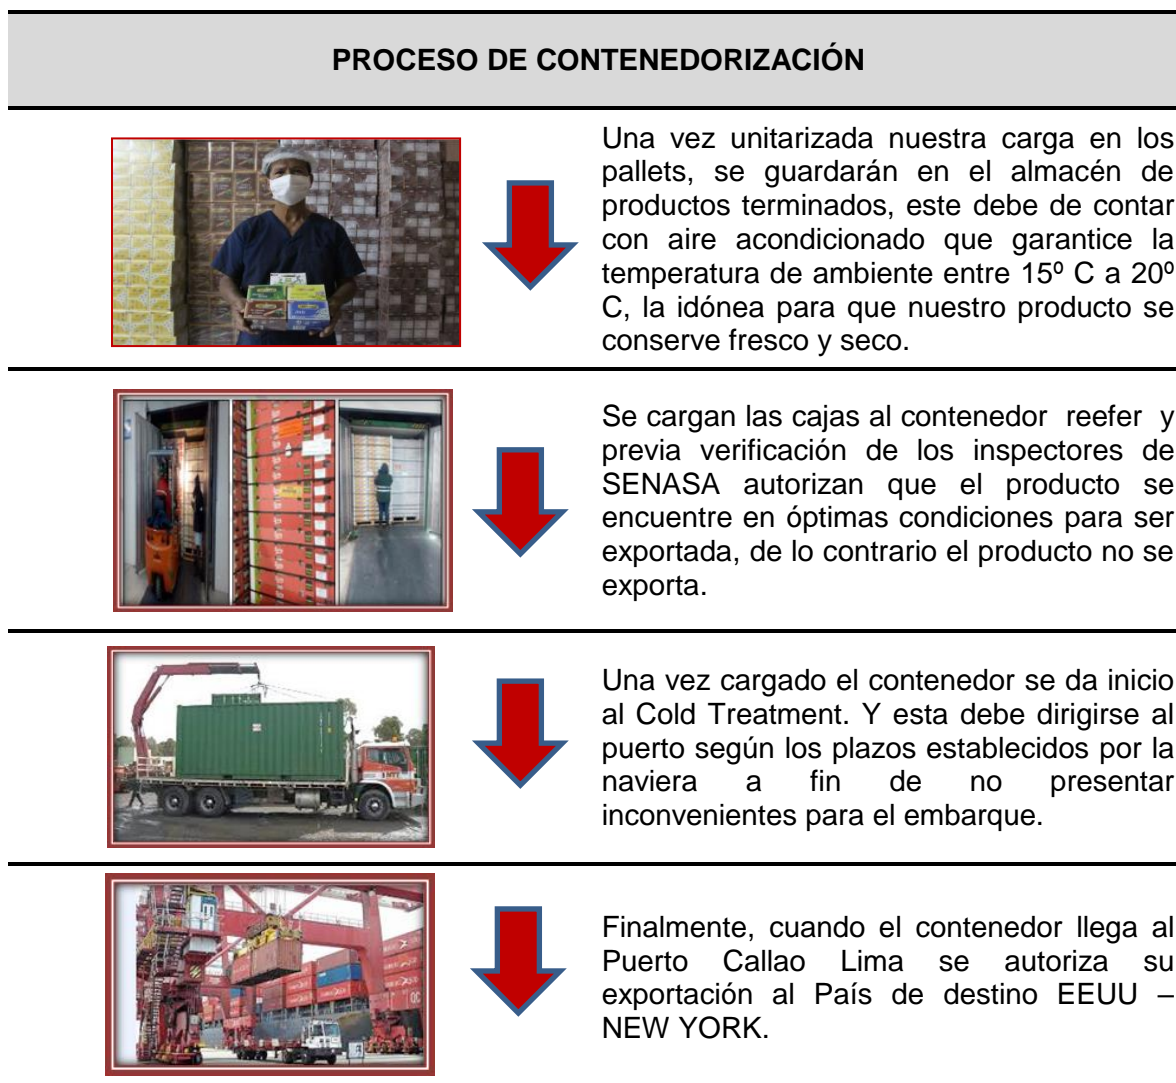 PROCESO DE CONTENEDORIZACIÓN
Una vez unitarizada nuestra carga en los
pallets, se guardarán en el almacén de
productos terminados, este debe de contar
con aire acondicionado que garantice la
temperatura de ambiente entre 15º C a 20º
C, la idónea para que nuestro producto se
conserve fresco y seco.
Se cargan las cajas al contenedor reefer y
previa verificación de los inspectores de
SENASA autorizan que el producto se
encuentre en óptimas condiciones para ser
exportada, de lo contrario el producto no se
exporta.
Una vez cargado el contenedor se da inicio
al Cold Treatment. Y esta debe dirigirse al
puerto según los plazos establecidos por la
naviera a fin de no presentar
inconvenientes para el embarque.
Finalmente, cuando el contenedor llega al
Puerto Callao Lima se autoriza su
exportación al País de destino EEUU –
NEW YORK.